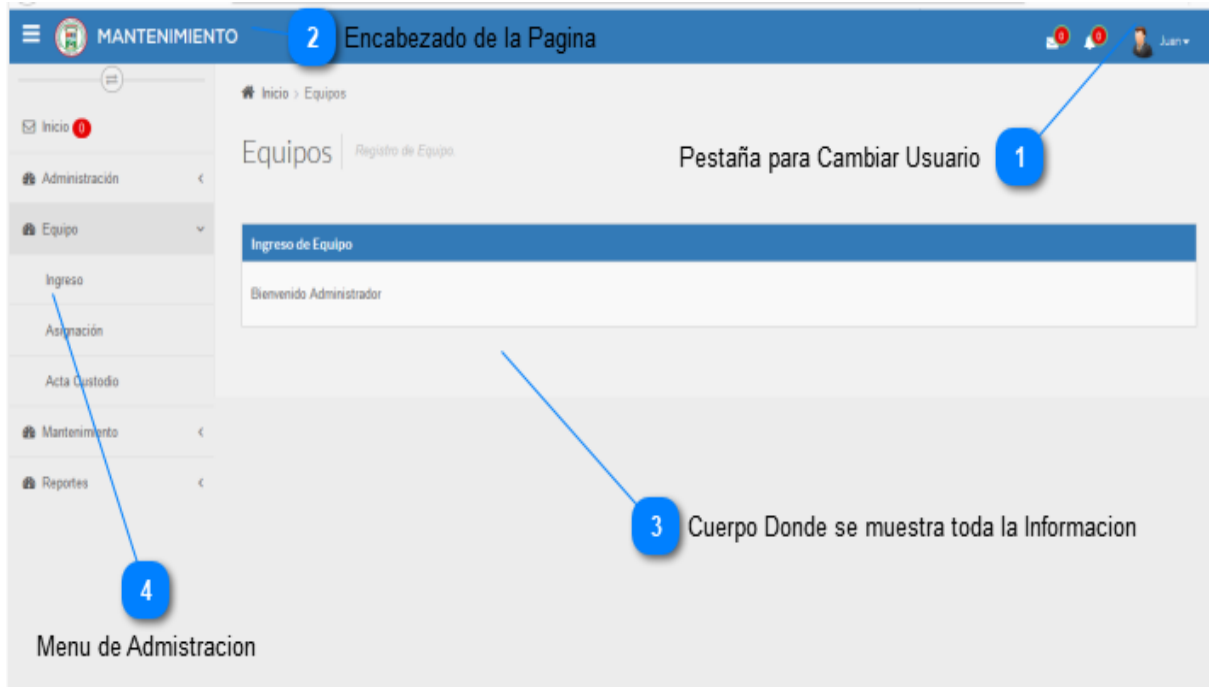 MANTENIMIENTO
2 Encabezado de la Pagina
0 0 Juan
Inicio > Equipos
Inicio 0
Equipos Registro de Equipo.
Pestaña para Cambiar Usuario 1
Administración
Equipo
Ingreso de Equipo
Ingreso
Bienvenido Administrador
Asignación
Acta Custodio
Mantenimiento
Reportes
3 Cuerpo Donde se muestra toda la Informacion
4
Menu de Admistracion